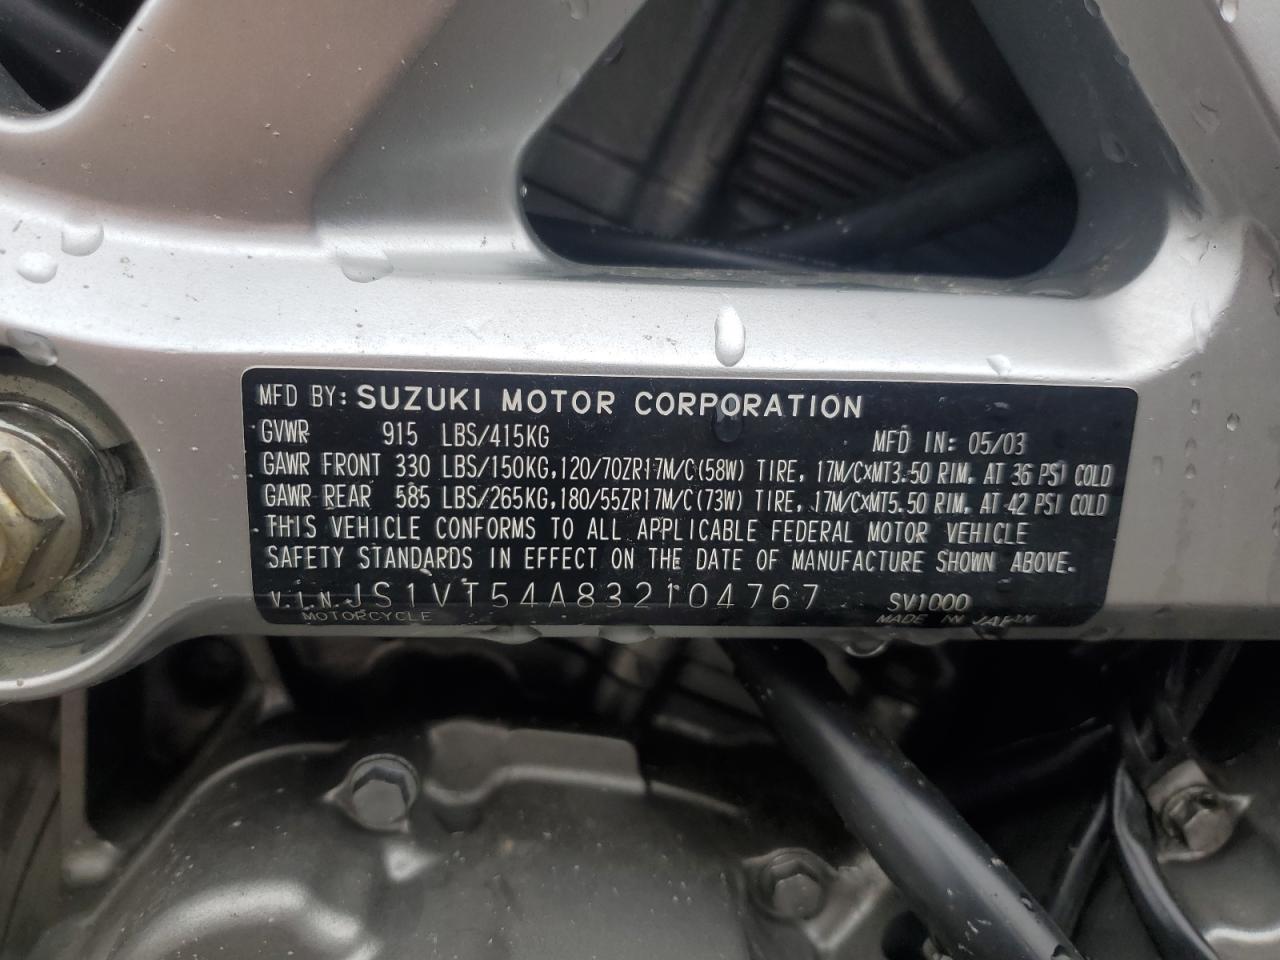 MFD BY: SUZUKI MOTOR CORPORATION
GVWR 915 LBS/415KG MFD IN: 05/03
GAWR FRONT 330 LBS/150KG, 120/70ZR17M/C(58W) TIRE, 17M/CxMT3.50 RIM, AT 36 PSI COLD
GAWR REAR 585 LBS/265KG, 180/55ZR17M/C(73W) TIRE, 17M/CxMT5.50 RIM, AT 42 PSI COLD
THIS VEHICLE CONFORMS TO ALL APPLICABLE FEDERAL MOTOR VEHICLE
SAFETY STANDARDS IN EFFECT ON THE DATE OF MANUFACTURE SHOWN ABOVE.
V.I.N. JS1VT54A832104767 SV1000
MOTORCYCLE MADE IN JAPAN